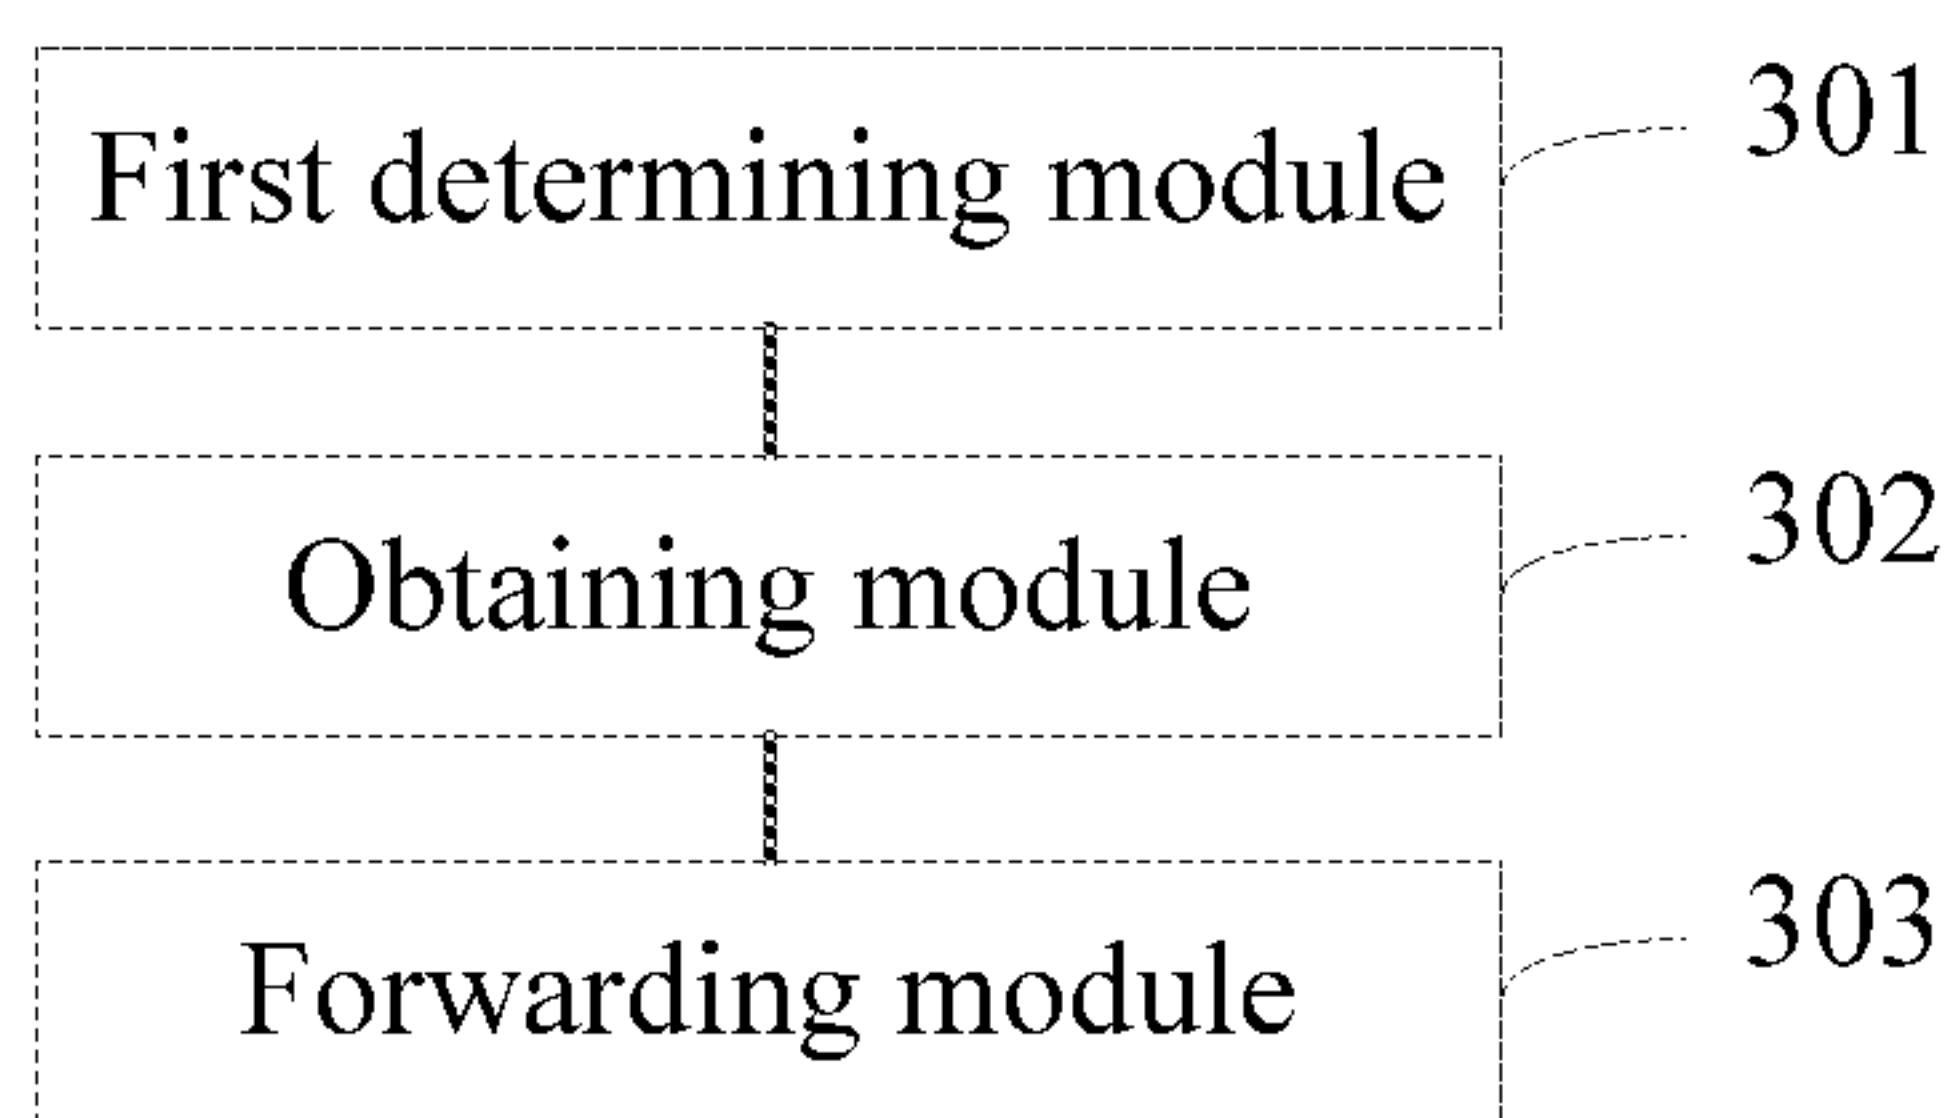 First determining module 301
Obtaining module 302
Forwarding module 303